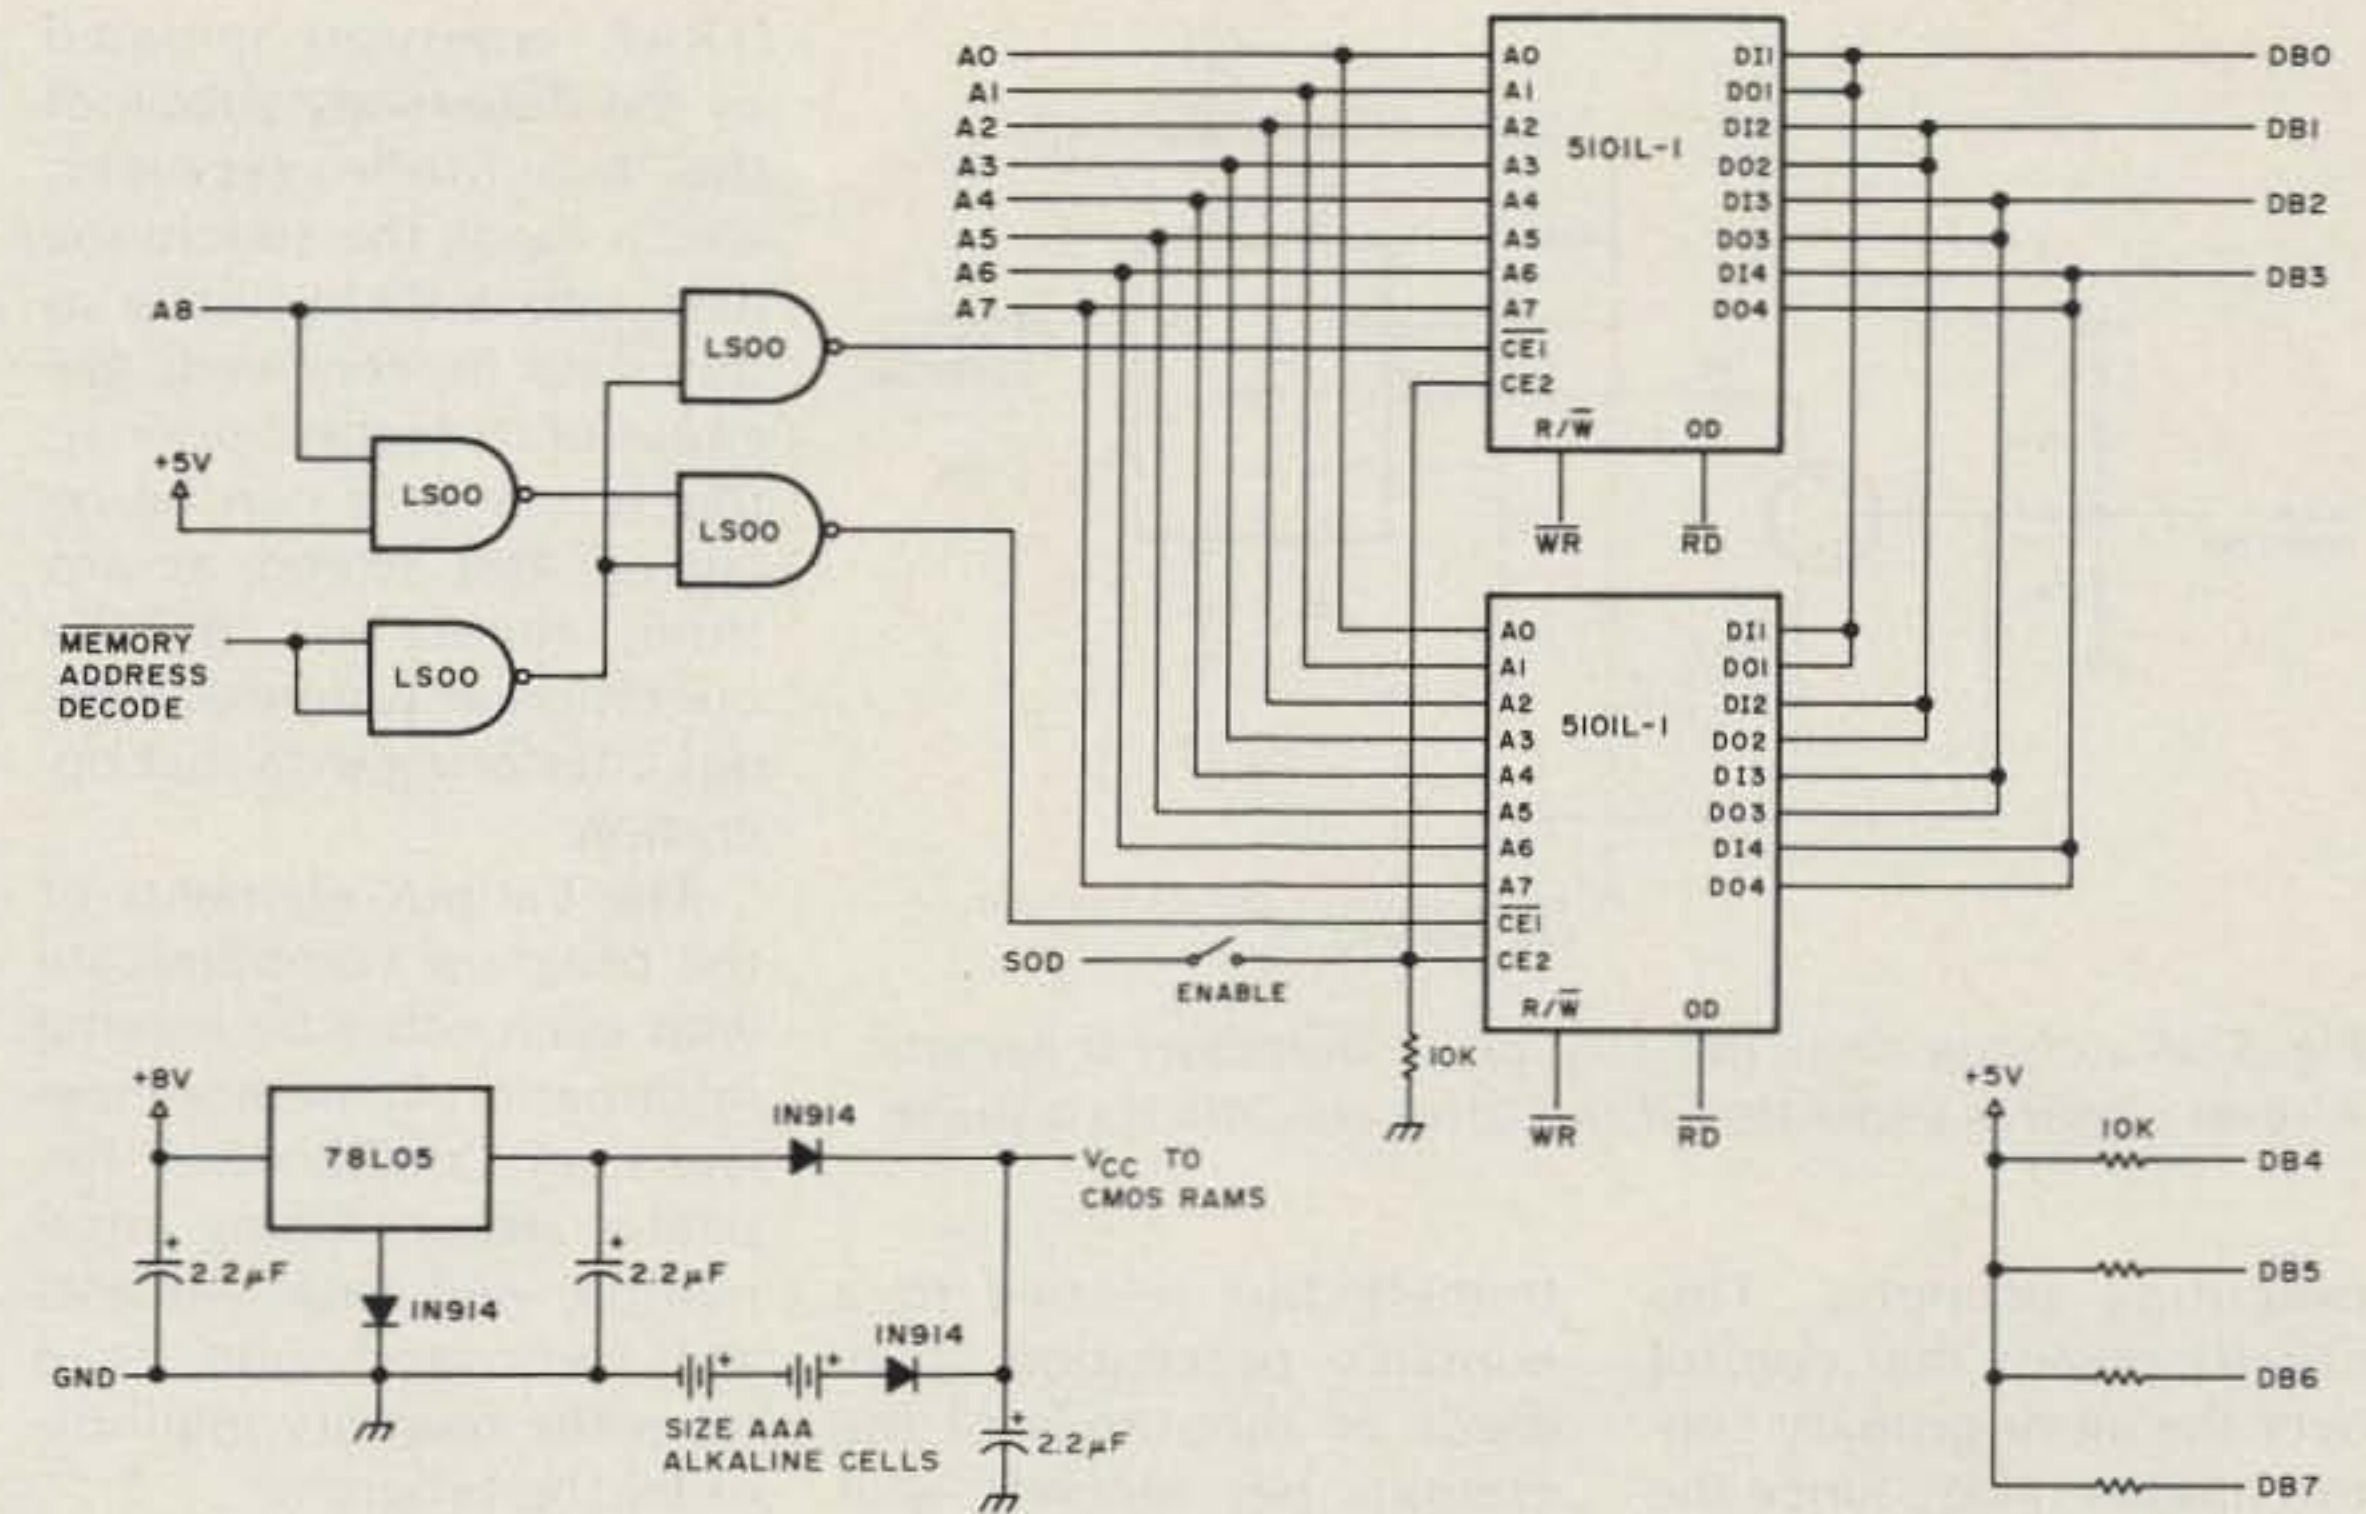 A0
A1
A2
A3
A4
A5
A6
A7
A0
A1
A2
A3
A4
A5
A6
A7
CE1
CE2
R/W
OD
DI1
DO1
DI2
DO2
DI3
DO3
DI4
DO4
5101L-1
DB0
DB1
DB2
DB3
WR
RD
A8
LS00
+5V
LS00
LS00
MEMORY
ADDRESS
DECODE
LS00
A0
A1
A2
A3
A4
A5
A6
A7
CE1
CE2
R/W
OD
DI1
DO1
DI2
DO2
DI3
DO3
DI4
DO4
5101L-1
SOD
ENABLE
10K
WR
RD
+8V
78L05
1N914
VCC TO
CMOS RAMS
+
2.2µF
+
2.2µF
1N914
1N914
GND
+
+
SIZE AAA
ALKALINE CELLS
+
2.2µF
+5V
10K
DB4
DB5
DB6
DB7